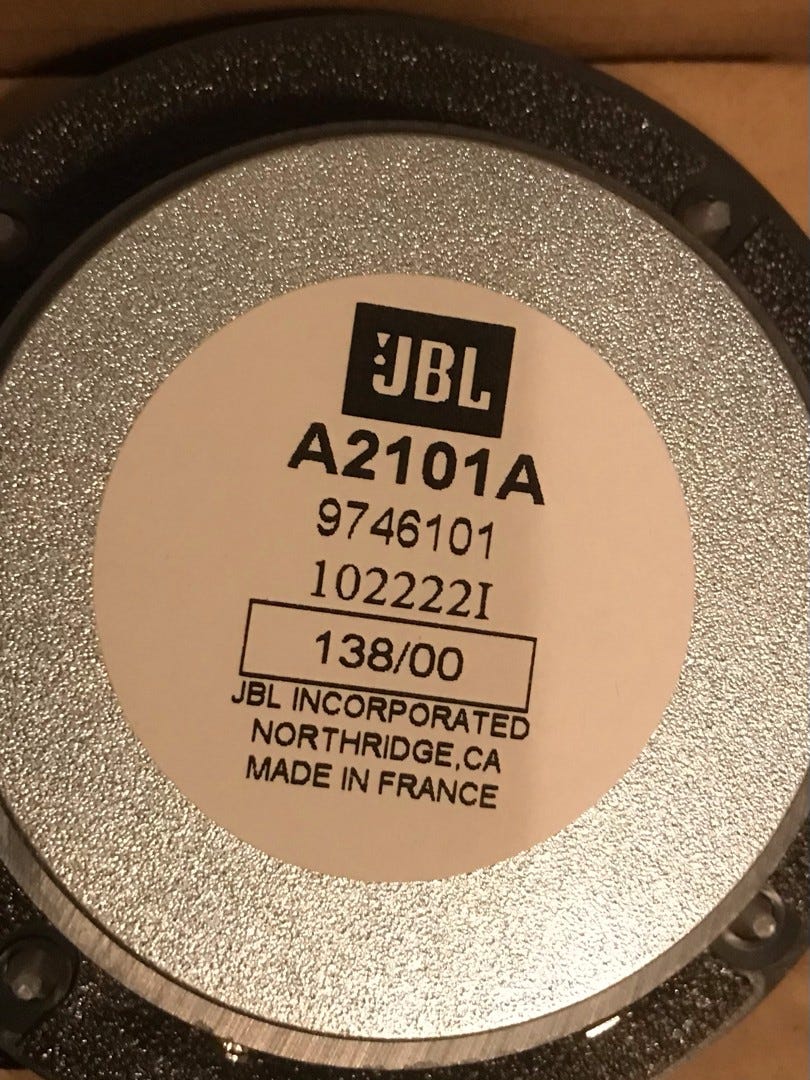 JBL
A2101A
9746101
102222I
138/00
JBL INCORPORATED
NORTHRIDGE,CA
MADE IN FRANCE